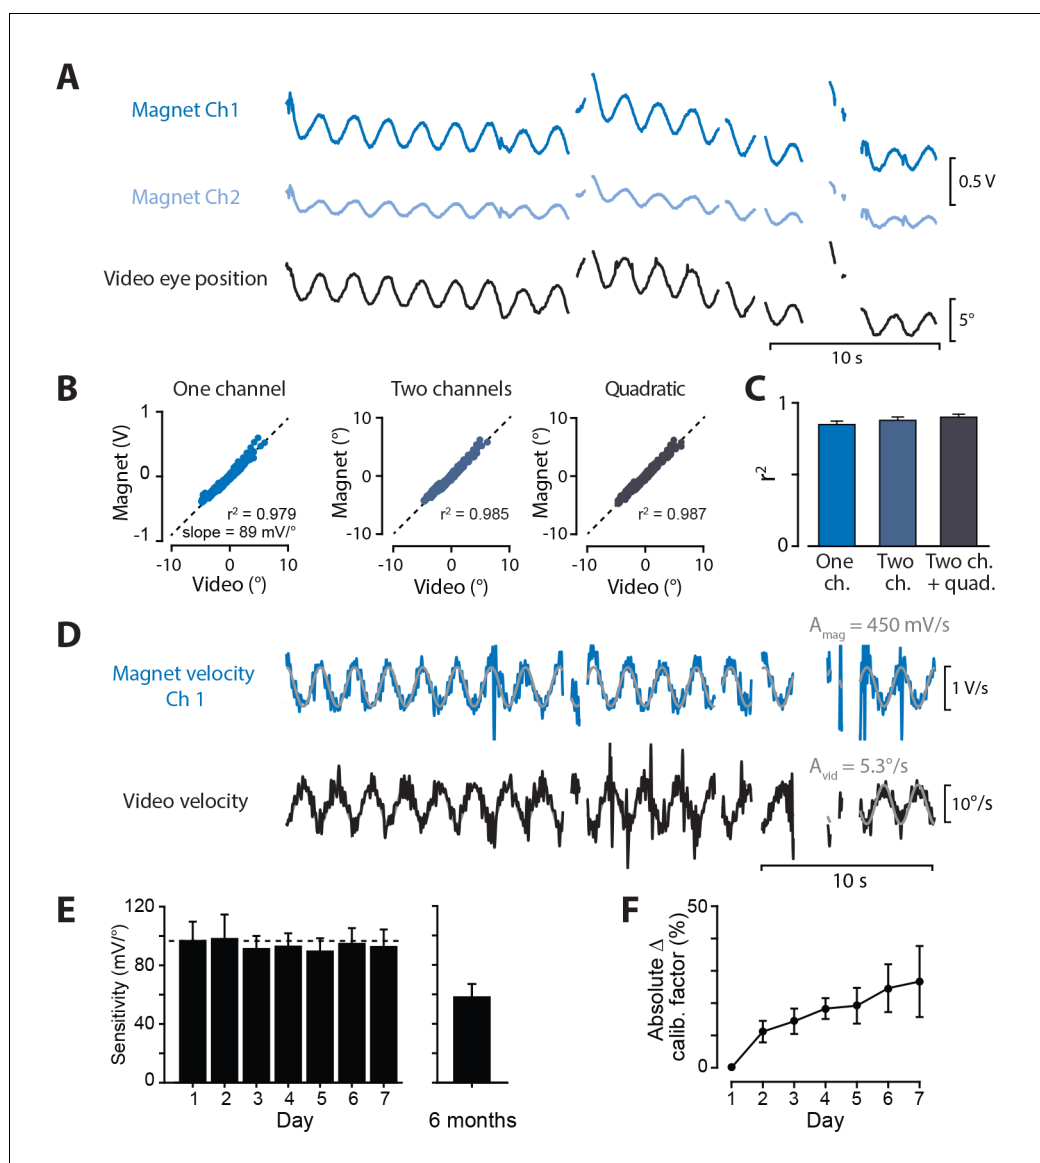 A
Magnet Ch1
Magnet Ch2
0.5 V
Video eye position
5°
10 s
B
One channel
Two channels
Quadratic
C
Magnet (V)
1
0
-1
r² = 0.979
slope = 89 mV/°
-10 0 10
Video (°)
Magnet (°)
10
0
-10
r² = 0.985
-10 0 10
Video (°)
Magnet (°)
10
0
-10
r² = 0.987
-10 0 10
Video (°)
r²
1
0
One ch.
Two ch.
Two ch. + quad.
D
Amag = 450 mV/s
Magnet velocity
Ch 1
1 V/s
Avid = 5.3°/s
Video velocity
10°/s
10 s
E
Sensitivity (mV/°)
120
80
40
0
1 2 3 4 5 6 7
Day
6 months
F
Absolute Δ
calib. factor (%)
50
0
1 2 3 4 5 6 7
Day